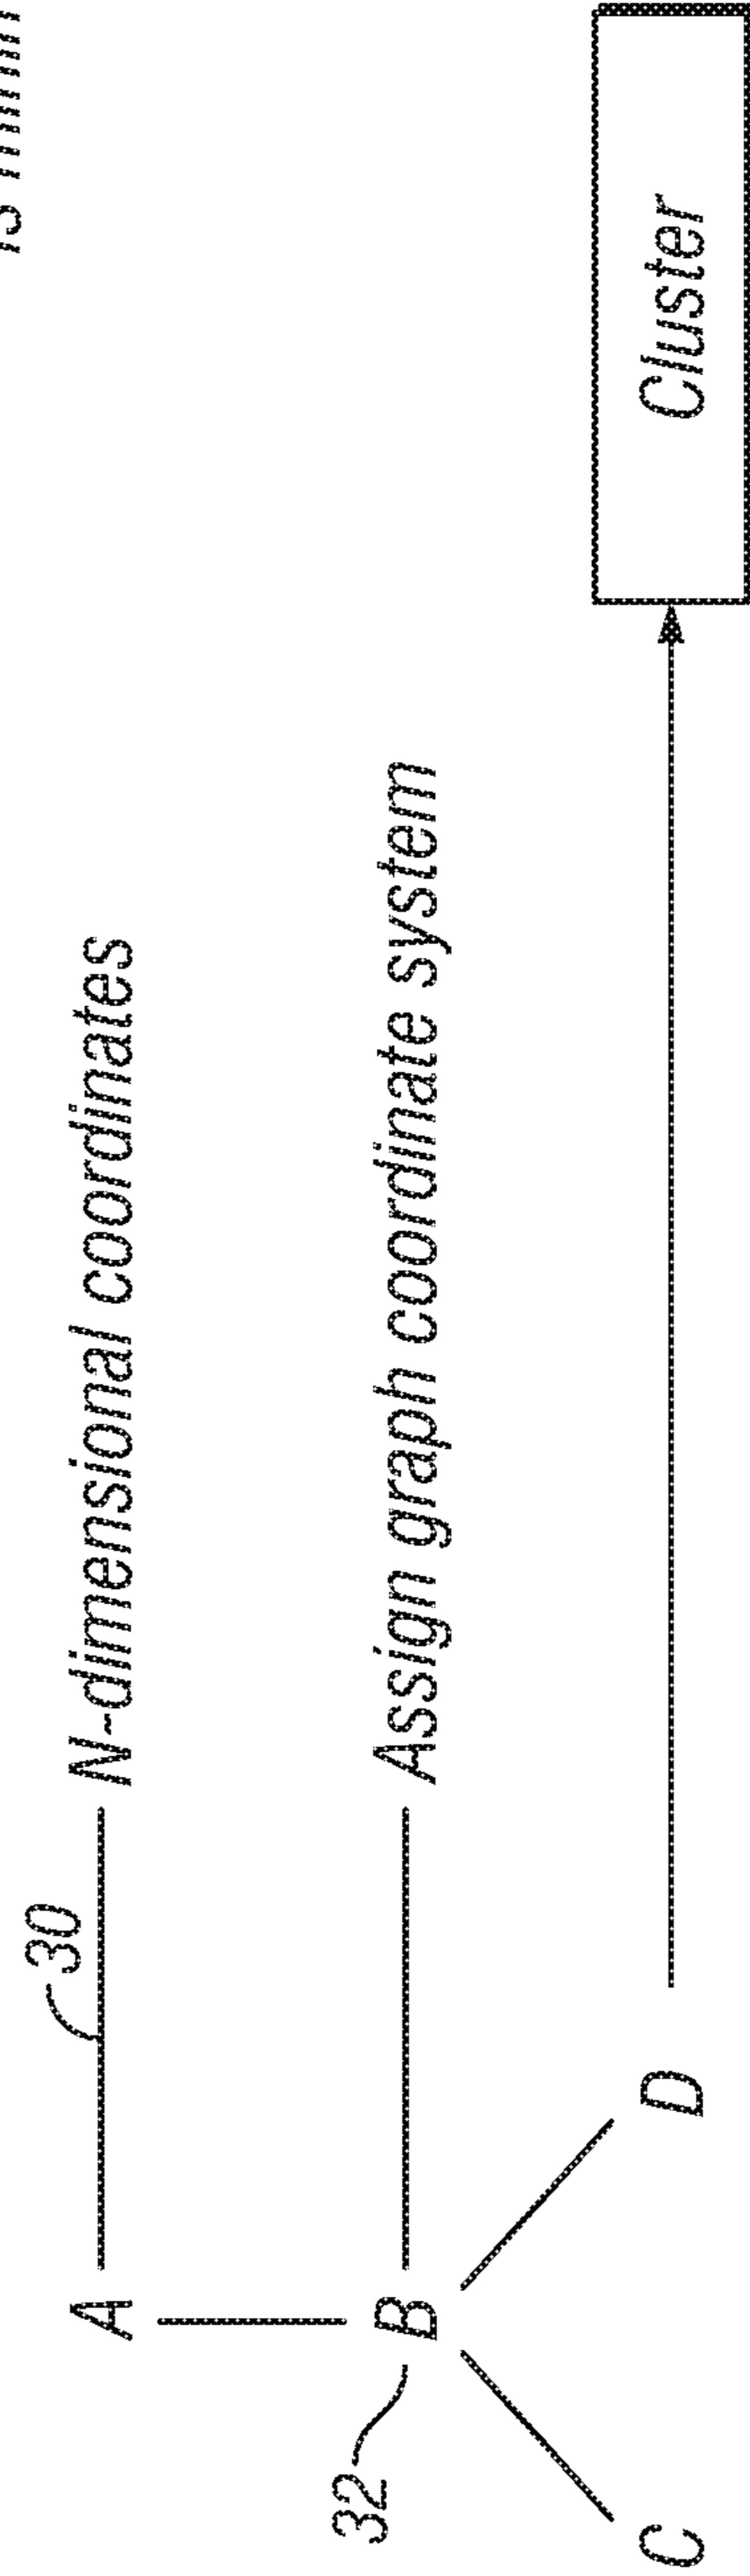 30
A N-dimensional coordinates
32
B Assign graph coordinate system
C D Cluster